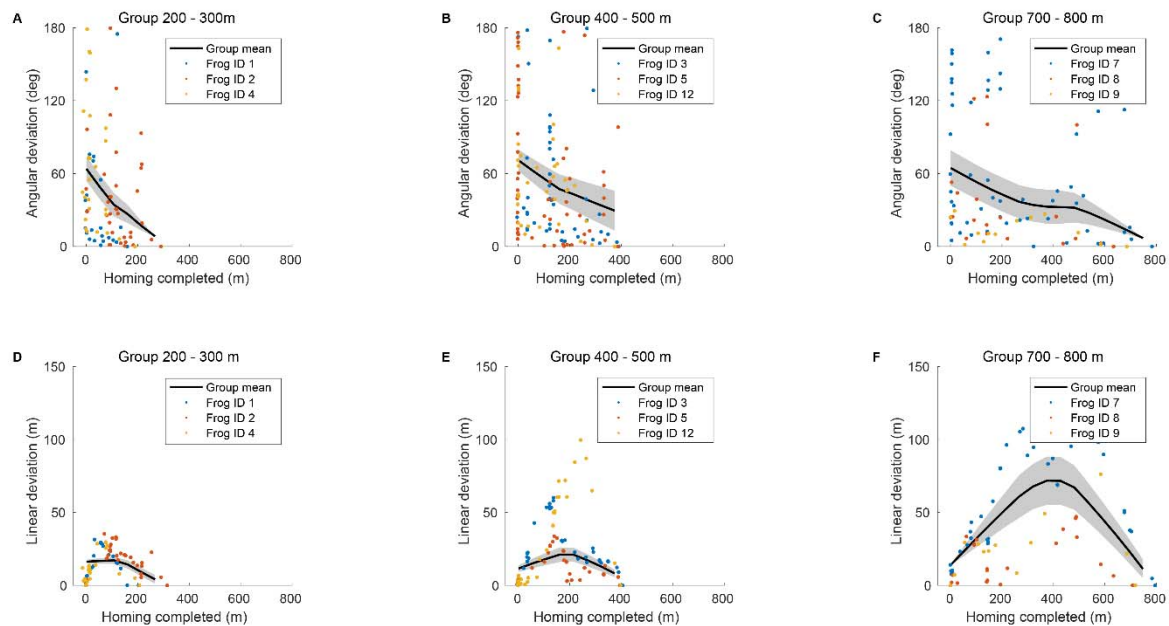 A
Group 200 - 300m
Angular deviation (deg)
180
120
60
0
Group mean
Frog ID 1
Frog ID 2
Frog ID 4
0 200 400 600 800
Homing completed (m)
B
Group 400 - 500 m
Angular deviation (deg)
180
120
60
0
Group mean
Frog ID 3
Frog ID 5
Frog ID 12
0 200 400 600 800
Homing completed (m)
C
Group 700 - 800 m
Angular deviation (deg)
180
120
60
0
Group mean
Frog ID 7
Frog ID 8
Frog ID 9
0 200 400 600 800
Homing completed (m)
D
Group 200 - 300 m
Linear deviation (m)
150
100
50
0
Group mean
Frog ID 1
Frog ID 2
Frog ID 4
0 200 400 600 800
Homing completed (m)
E
Group 400 - 500 m
Linear deviation (m)
150
100
50
0
Group mean
Frog ID 3
Frog ID 5
Frog ID 12
0 200 400 600 800
Homing completed (m)
F
Group 700 - 800 m
Linear deviation (m)
150
100
50
0
Group mean
Frog ID 7
Frog ID 8
Frog ID 9
0 200 400 600 800
Homing completed (m)